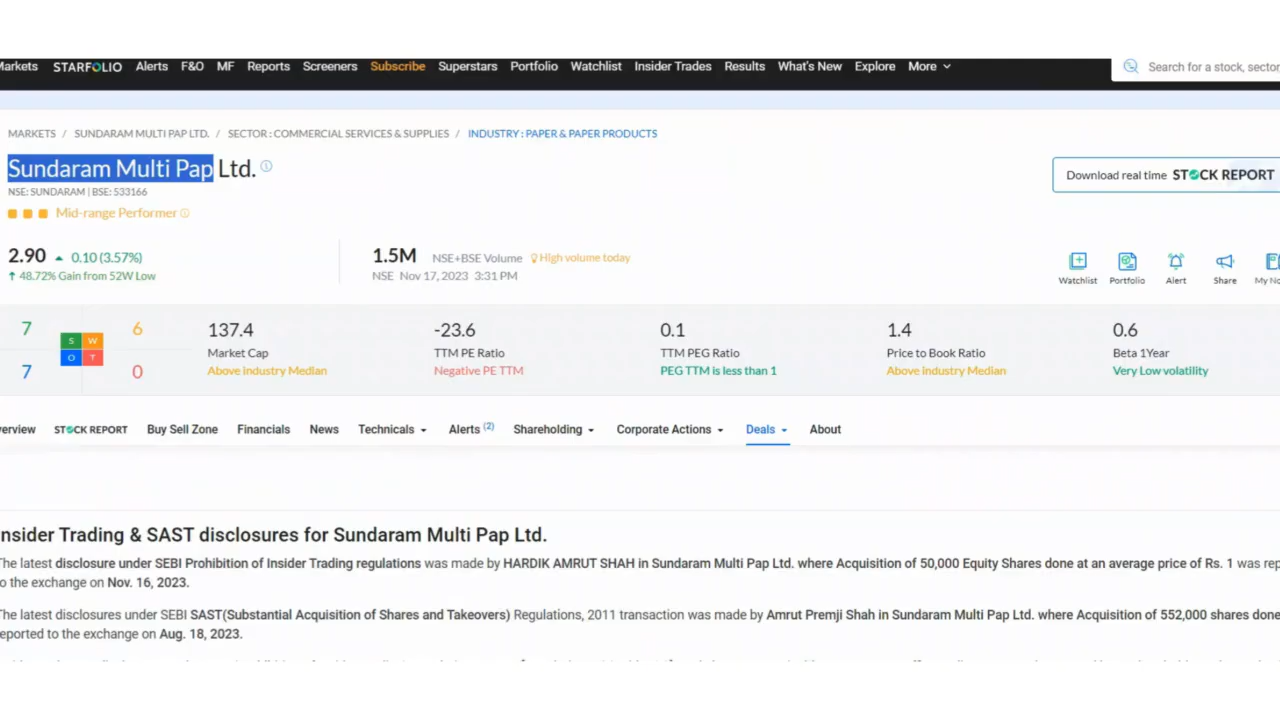 Markets STARFOLIO Alerts F&O MF Reports Screeners Subscribe Superstars Portfolio Watchlist Insider Trades Results What's New Explore More
Search for a stock, sector
MARKETS / SUNDARAM MULTI PAP LTD. / SECTOR : COMMERCIAL SERVICES & SUPPLIES / INDUSTRY : PAPER & PAPER PRODUCTS
Sundaram Multi Pap Ltd.
NSE: SUNDARAM | BSE: 533166
Mid-range Performer
Download real time STOCK REPORT
2.90 0.10 (3.57%)
48.72% Gain from 52W Low
1.5M NSE+BSE Volume High volume today
NSE Nov 17, 2023 3:31 PM
Watchlist Portfolio Alert Share My No
7 6
S W
O T
7 0
137.4
Market Cap
Above industry Median
-23.6
TTM PE Ratio
Negative PE TTM
0.1
TTM PEG Ratio
PEG TTM is less than 1
1.4
Price to Book Ratio
Above industry Median
0.6
Beta 1Year
Very Low volatility
verview STOCK REPORT Buy Sell Zone Financials News Technicals Alerts (2) Shareholding Corporate Actions Deals About
nsider Trading & SAST disclosures for Sundaram Multi Pap Ltd.
The latest disclosure under SEBI Prohibition of Insider Trading regulations was made by HARDIK AMRUT SHAH in Sundaram Multi Pap Ltd. where Acquisition of 50,000 Equity Shares done at an average price of Rs. 1 was rep
o the exchange on Nov. 16, 2023.
The latest disclosures under SEBI SAST(Substantial Acquisition of Shares and Takeovers) Regulations, 2011 transaction was made by Amrut Premji Shah in Sundaram Multi Pap Ltd. where Acquisition of 552,000 shares done
eported to the exchange on Aug. 18, 2023.